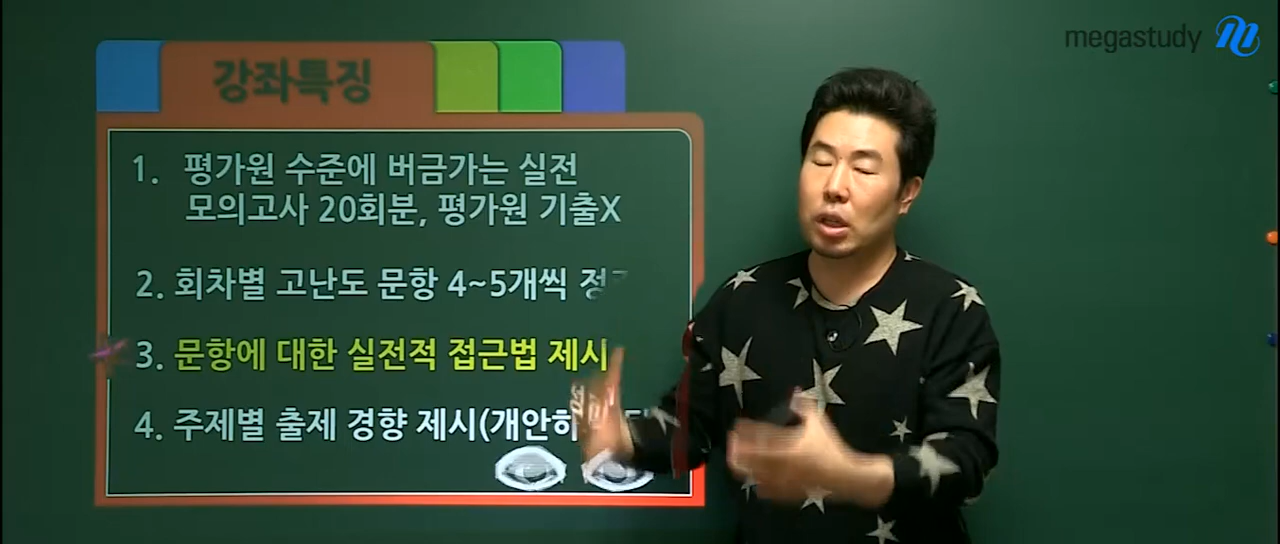 megastudy
강좌특징
1. 평가원 수준에 버금가는 실전
모의고사 20회분, 평가원 기출X
2. 회차별 고난도 문항 4~5개씩
3. 문항에 대한 실전적 접근법 제시
4. 주제별 출제 경향 제시(개안하